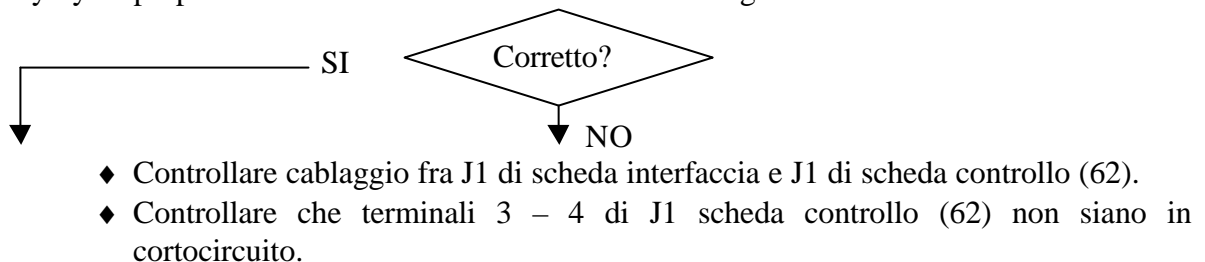 SI
Corretto?
NO
♦ Controllare cablaggio fra J1 di scheda interfaccia e J1 di scheda controllo (62).
♦ Controllare che terminali 3 – 4 di J1 scheda controllo (62) non siano in
cortocircuito.